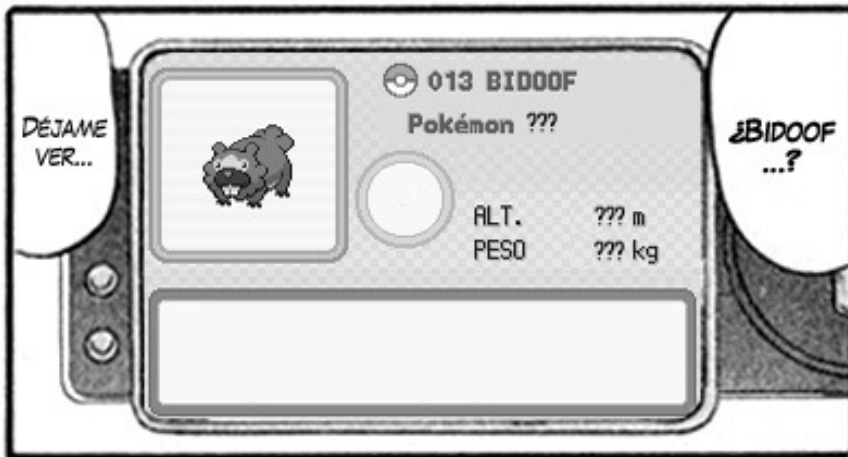 ¿BIDOOF
...?
DÉJAME
VER...
013 BIDOOF
Pokémon ???
ALT. ??? m
PESO ??? kg